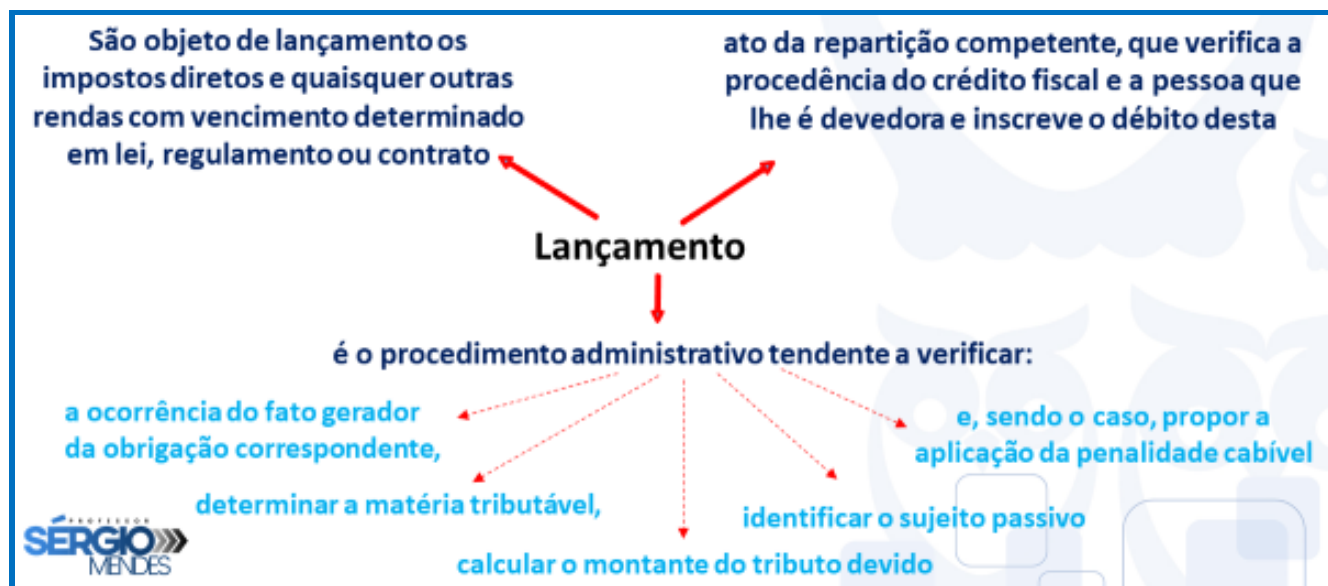 São objeto de lançamento os
impostos diretos e quaisquer outras
rendas com vencimento determinado
em lei, regulamento ou contrato
ato da repartição competente, que verifica a
procedência do crédito fiscal e a pessoa que
lhe é devedora e inscreve o débito desta
Lançamento
é o procedimento administrativo tendente a verificar:
a ocorrência do fato gerador
da obrigação correspondente,
determinar a matéria tributável,
calcular o montante do tributo devido
identificar o sujeito passivo
e, sendo o caso, propor a
aplicação da penalidade cabível
PROFESSOR
SÉRGIO
MENDES